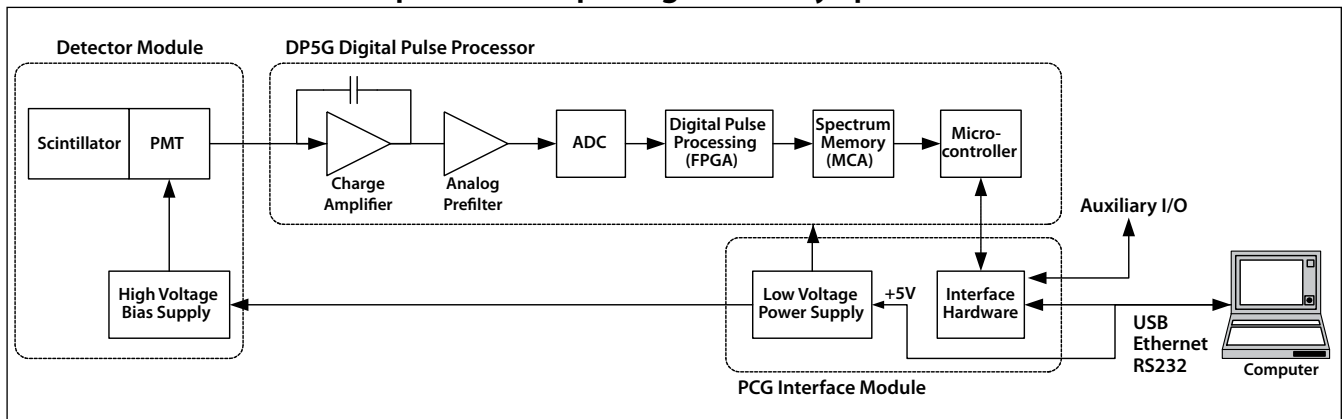 Detector Module
DP5G Digital Pulse Processor
Scintillator
PMT
Charge
Amplifier
Analog
Prefilter
ADC
Digital Pulse
Processing
(FPGA)
Spectrum
Memory
(MCA)
Micro-
controller
Auxiliary I/O
High Voltage
Bias Supply
Low Voltage
Power Supply
+5V
Interface
Hardware
USB
Ethernet
RS232
Computer
PCG Interface Module